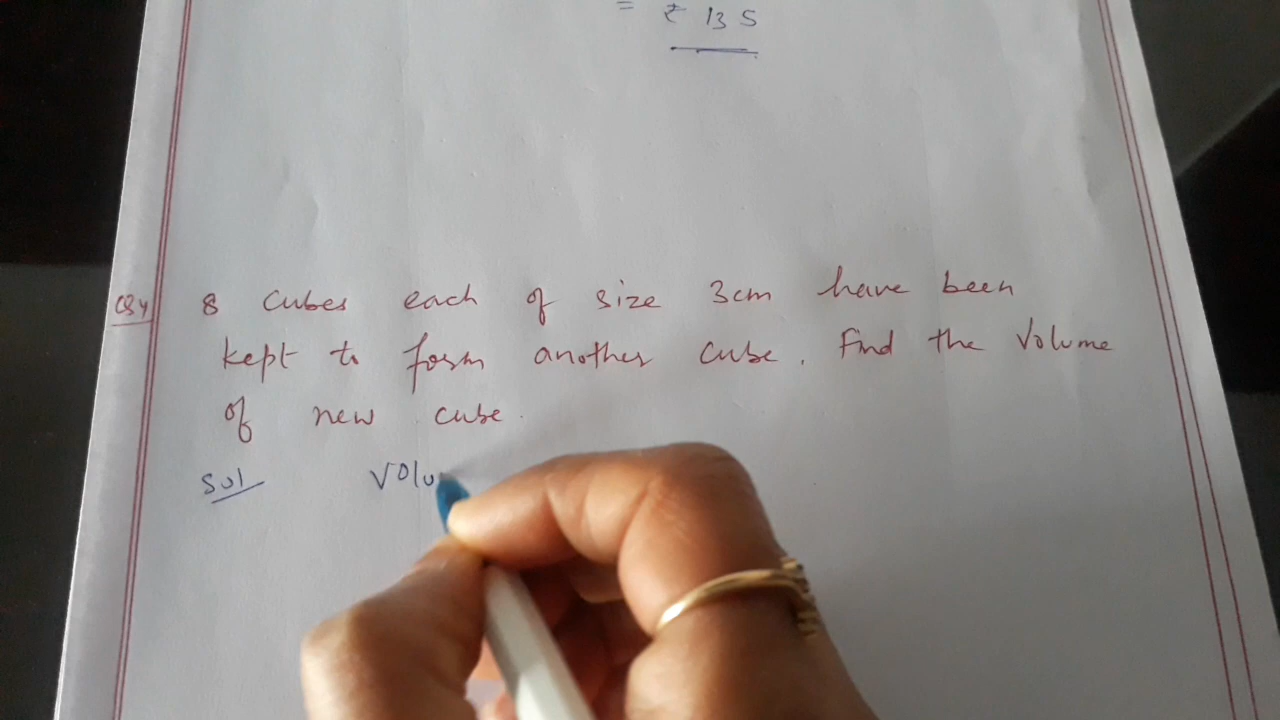 = ₹ 135
Q34 8 cubes each of size 3cm have been
kept to form another cube. Find the Volume
of new cube.
Sol Volu